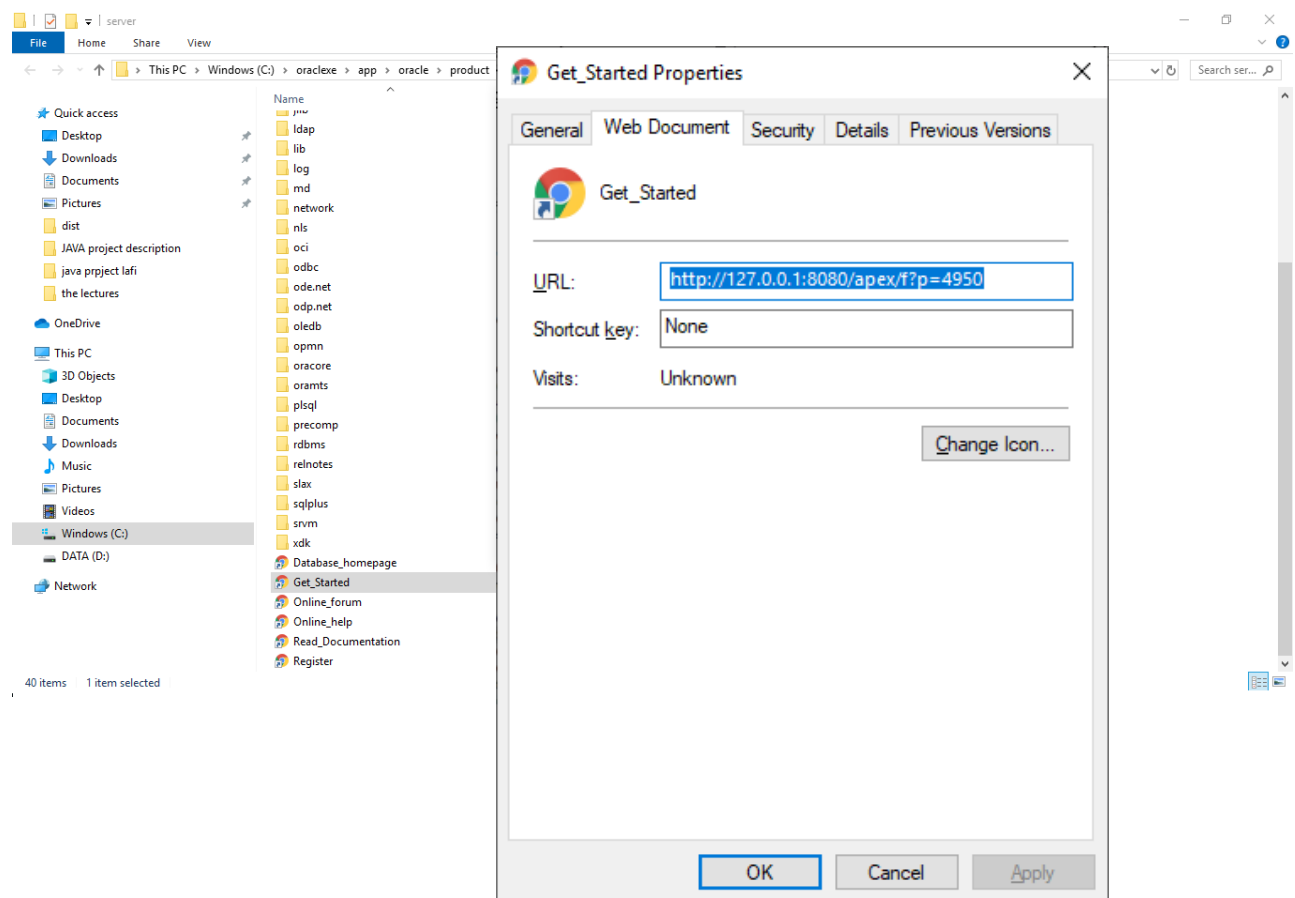 server
File Home Share View
This PC > Windows (C:) > oraclexe > app > oracle > product
Search ser...
Quick access
Desktop
Downloads
Documents
Pictures
dist
JAVA project description
java prpject lafi
the lectures
OneDrive
This PC
3D Objects
Desktop
Documents
Downloads
Music
Pictures
Videos
Windows (C:)
DATA (D:)
Network
Name
jlib
ldap
lib
log
md
network
nls
oci
odbc
ode.net
odp.net
oledb
opmn
oracore
oramts
plsql
precomp
rdbms
relnotes
slax
sqlplus
srvm
xdk
Database_homepage
Get_Started
Online_forum
Online_help
Read_Documentation
Register
40 items 1 item selected
Get_Started Properties
General Web Document Security Details Previous Versions
Get_Started
URL: http://127.0.0.1:8080/apex/f?p=4950
Shortcut key: None
Visits: Unknown
Change Icon...
OK Cancel Apply